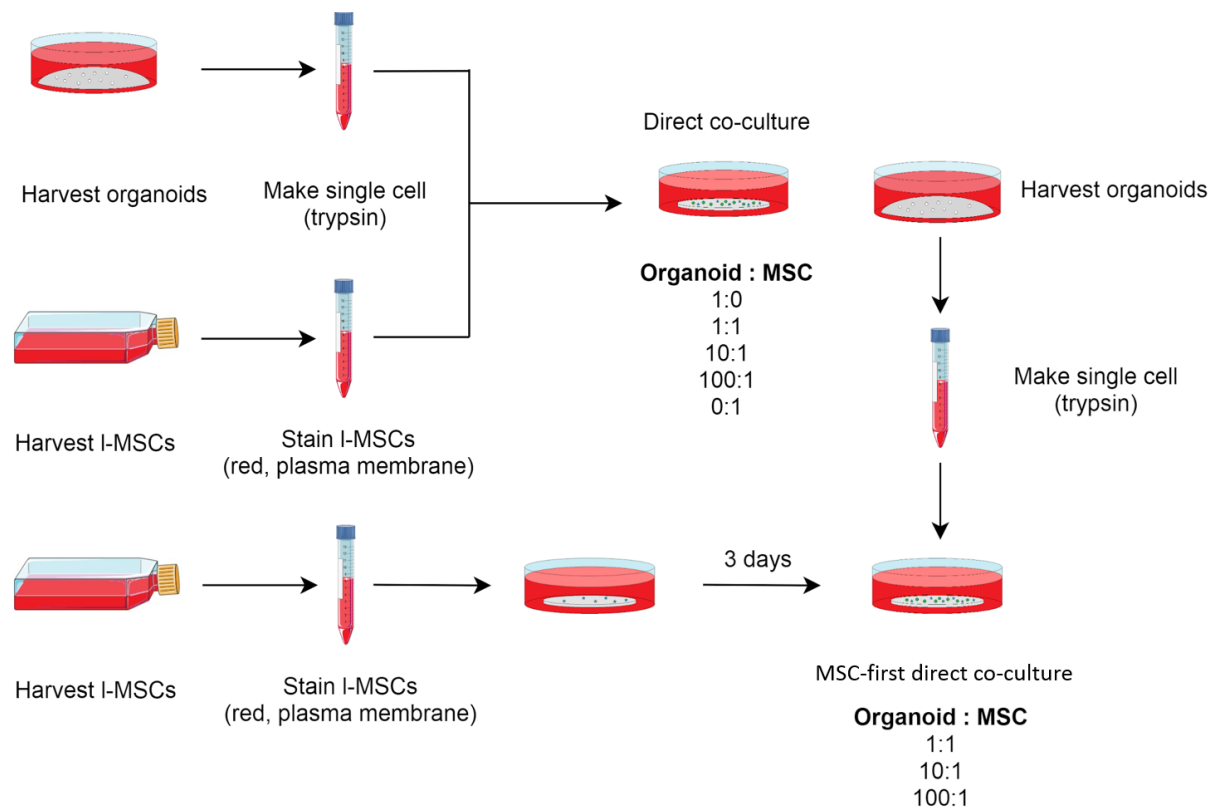 Direct co-culture
Harvest organoids
Make single cell
(trypsin)
Harvest organoids
Organoid : MSC
1:0
1:1
10:1
100:1
0:1
Make single cell
(trypsin)
Harvest l-MSCs
Stain l-MSCs
(red, plasma membrane)
3 days
Harvest l-MSCs
Stain l-MSCs
(red, plasma membrane)
MSC-first direct co-culture
Organoid : MSC
1:1
10:1
100:1